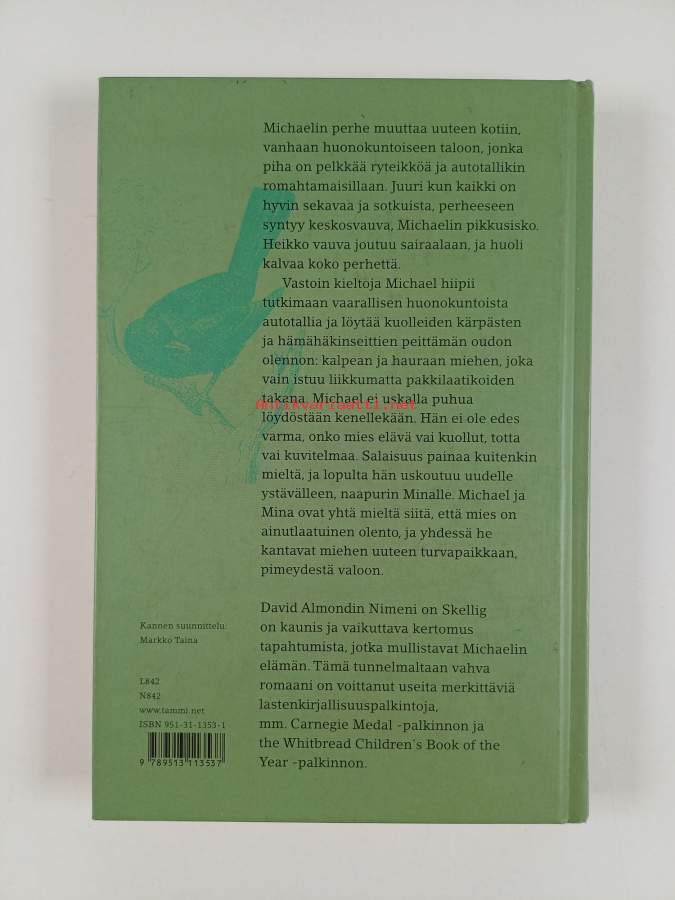 Michaelin perhe muuttaa uuteen kotiin,
vanhaan huonokuntoiseen taloon, jonka
piha on pelkkää ryteikköä ja autotallikin
romahtamaisillaan. Juuri kun kaikki on
hyvin sekavaa ja sotkuista, perheeseen
syntyy keskosvauva, Michaelin pikkusisko.
Heikko vauva joutuu sairaalaan, ja huoli
kalvaa koko perhettä.
Vastoin kieltoja Michael hiipii
tutkimaan vaarallisen huonokuntoista
autotallia ja löytää kuolleiden kärpästen
ja hämähäkinseittien peittämän oudon
olennon: kalpean ja hauraan miehen, joka
vain istuu liikkumatta pakkilaatikoiden
takana. Michael ei uskalla puhua
Antikvariaatti.net
löydöstään kenellekään. Hän ei ole edes
varma, onko mies elävä vai kuollut, totta
vai kuvitelmaa. Salaisuus painaa kuitenkin
mieltä, ja lopulta hän uskoutuu uudelle
ystävälleen, naapurin Minalle. Michael ja
Mina ovat yhtä mieltä siitä, että mies on
ainutlaatuinen olento, ja yhdessä he
kantavat miehen uuteen turvapaikkaan,
pimeydestä valoon.
David Almondin Nimeni on Skellig
on kaunis ja vaikuttava kertomus
tapahtumista, jotka mullistavat Michaelin
elämän. Tämä tunnelmaltaan vahva
romaani on voittanut useita merkittäviä
lastenkirjallisuuspalkintoja,
mm. Carnegie Medal -palkinnon ja
the Whitbread Children's Book of the
Year -palkinnon.
Kannen suunnittelu:
Markko Taina
L842
N842
www.tammi.net
ISBN 951-31-1353-1
9 789513 113537